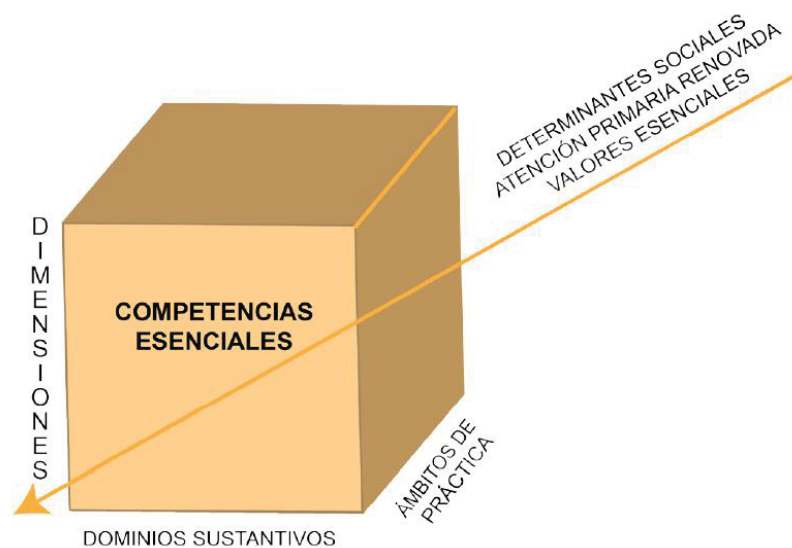 DETERMINANTES SOCIALES
ATENCIÓN PRIMARIA RENOVADA
VALORES ESENCIALES
DIMENSIONES
COMPETENCIAS
ESENCIALES
ÁMBITOS DE
PRÁCTICA
DOMINIOS SUSTANTIVOS